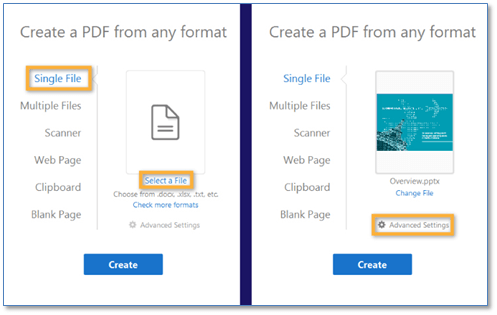 Create a PDF from any format
Single File
Multiple Files
Scanner
Web Page
Clipboard
Blank Page
Select a File
Choose from .docx, .xlsx, .txt, etc.
Check more formats
Advanced Settings
Create
Create a PDF from any format
Single File
Multiple Files
Scanner
Web Page
Clipboard
Blank Page
Overview.pptx
Change File
Advanced Settings
Create